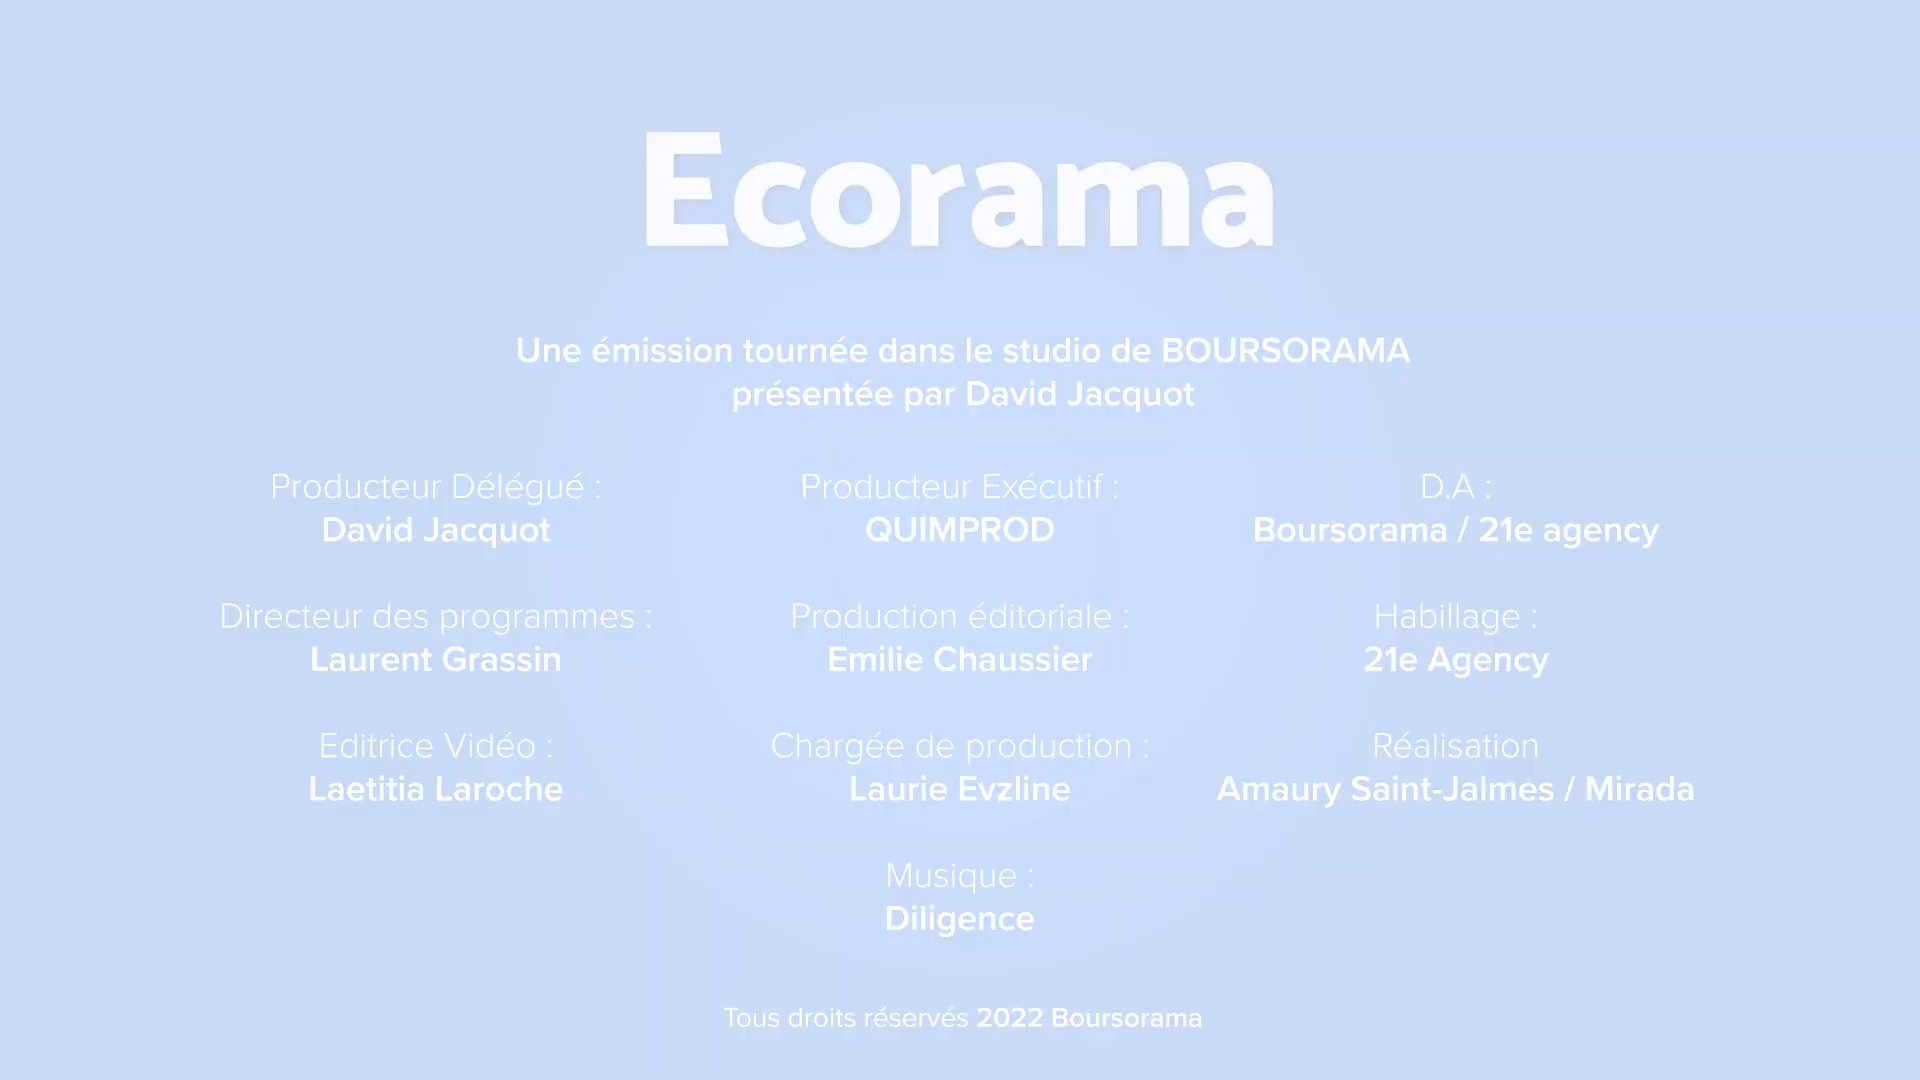 Ecorama
Une émission tournée dans le studio de BOURSORAMA
présentée par David Jacquot
Producteur Délégué :
David Jacquot
Producteur Exécutif :
QUIMPROD
D.A :
Boursorama / 21e agency
Directeur des programmes :
Laurent Grassin
Production éditoriale :
Emilie Chaussier
Habillage :
21e Agency
Editrice Vidéo :
Laetitia Laroche
Chargée de production :
Laurie Evzline
Réalisation
Amaury Saint-Jalmes / Mirada
Musique :
Diligence
Tous droits réservés 2022 Boursorama